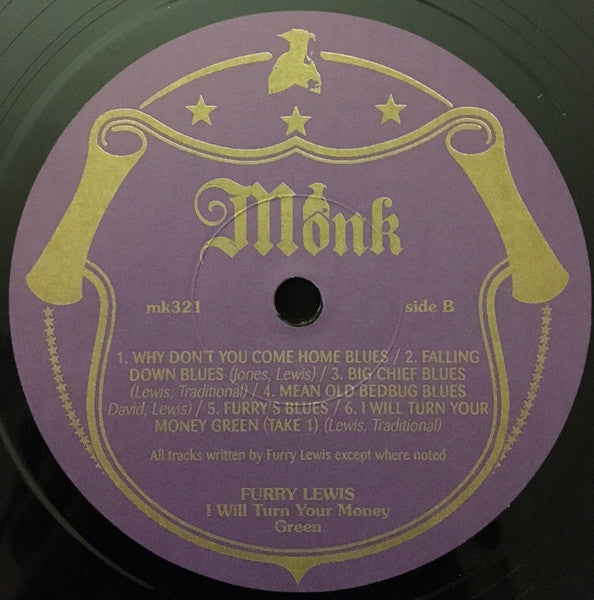 Monk
mk321
side B
1. WHY DON'T YOU COME HOME BLUES / 2. FALLING
DOWN BLUES (Jones, Lewis) / 3. BIG CHIEF BLUES
(Lewis, Traditional) / 4. MEAN OLD BEDBUG BLUES
David, Lewis) / 5. FURRY'S BLUES / 6. I WILL TURN YOUR
MONEY GREEN (TAKE 1) (Lewis, Traditional)
All tracks written by Furry Lewis except where noted
FURRY LEWIS
I Will Turn Your Money
Green